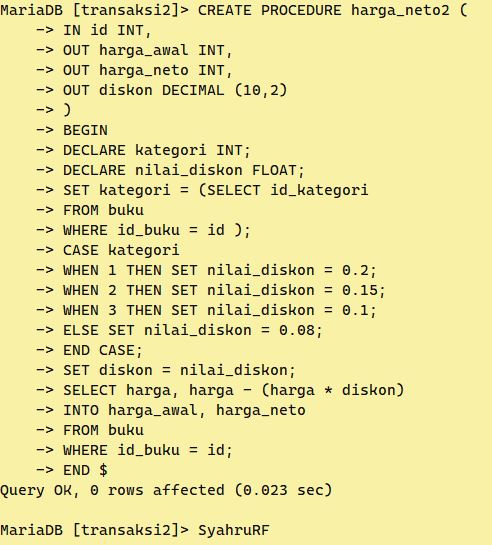 MariaDB [transaksi2]> CREATE PROCEDURE harga_neto2 (
    -> IN id INT,
    -> OUT harga_awal INT,
    -> OUT harga_neto INT,
    -> OUT diskon DECIMAL (10,2)
    -> )
    -> BEGIN
    -> DECLARE kategori INT;
    -> DECLARE nilai_diskon FLOAT;
    -> SET kategori = (SELECT id_kategori
    -> FROM buku
    -> WHERE id_buku = id );
    -> CASE kategori
    -> WHEN 1 THEN SET nilai_diskon = 0.2;
    -> WHEN 2 THEN SET nilai_diskon = 0.15;
    -> WHEN 3 THEN SET nilai_diskon = 0.1;
    -> ELSE SET nilai_diskon = 0.08;
    -> END CASE;
    -> SET diskon = nilai_diskon;
    -> SELECT harga, harga - (harga * diskon)
    -> INTO harga_awal, harga_neto
    -> FROM buku
    -> WHERE id_buku = id;
    -> END $
Query OK, 0 rows affected (0.023 sec)
MariaDB [transaksi2]> SyahruRF